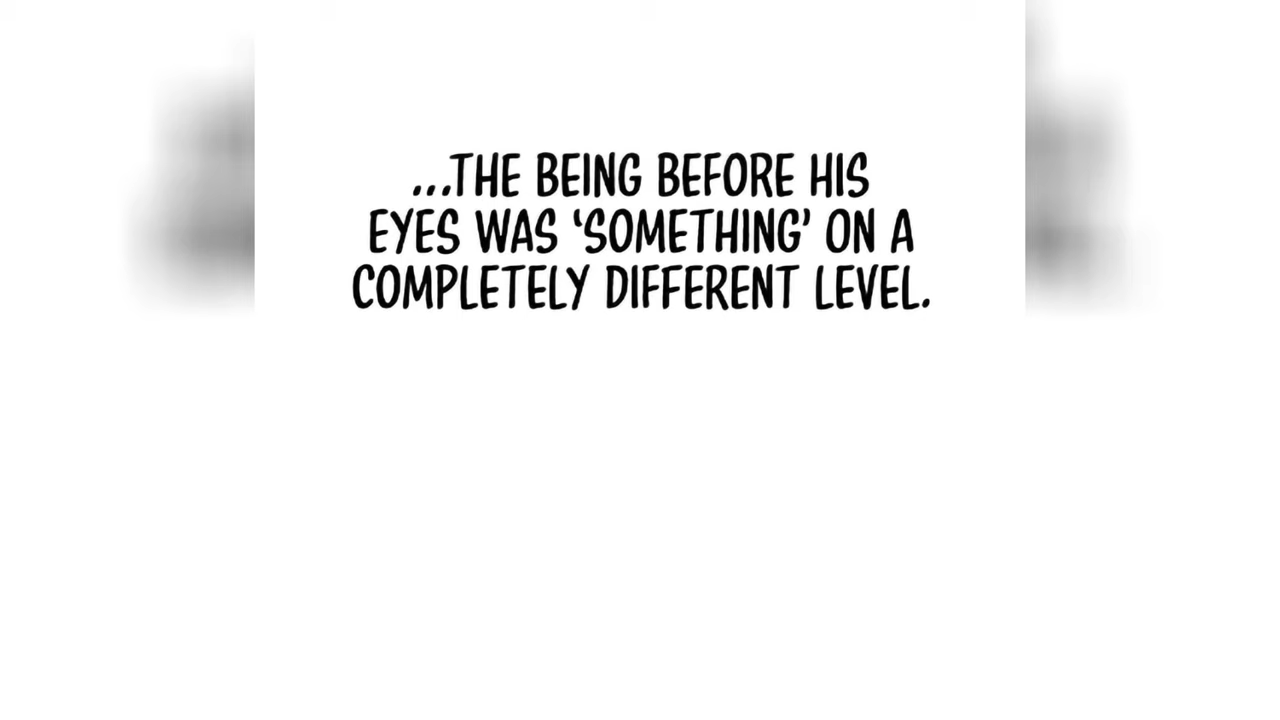 ...THE BEING BEFORE HIS
EYES WAS ‘SOMETHING’ ON A
COMPLETELY DIFFERENT LEVEL.